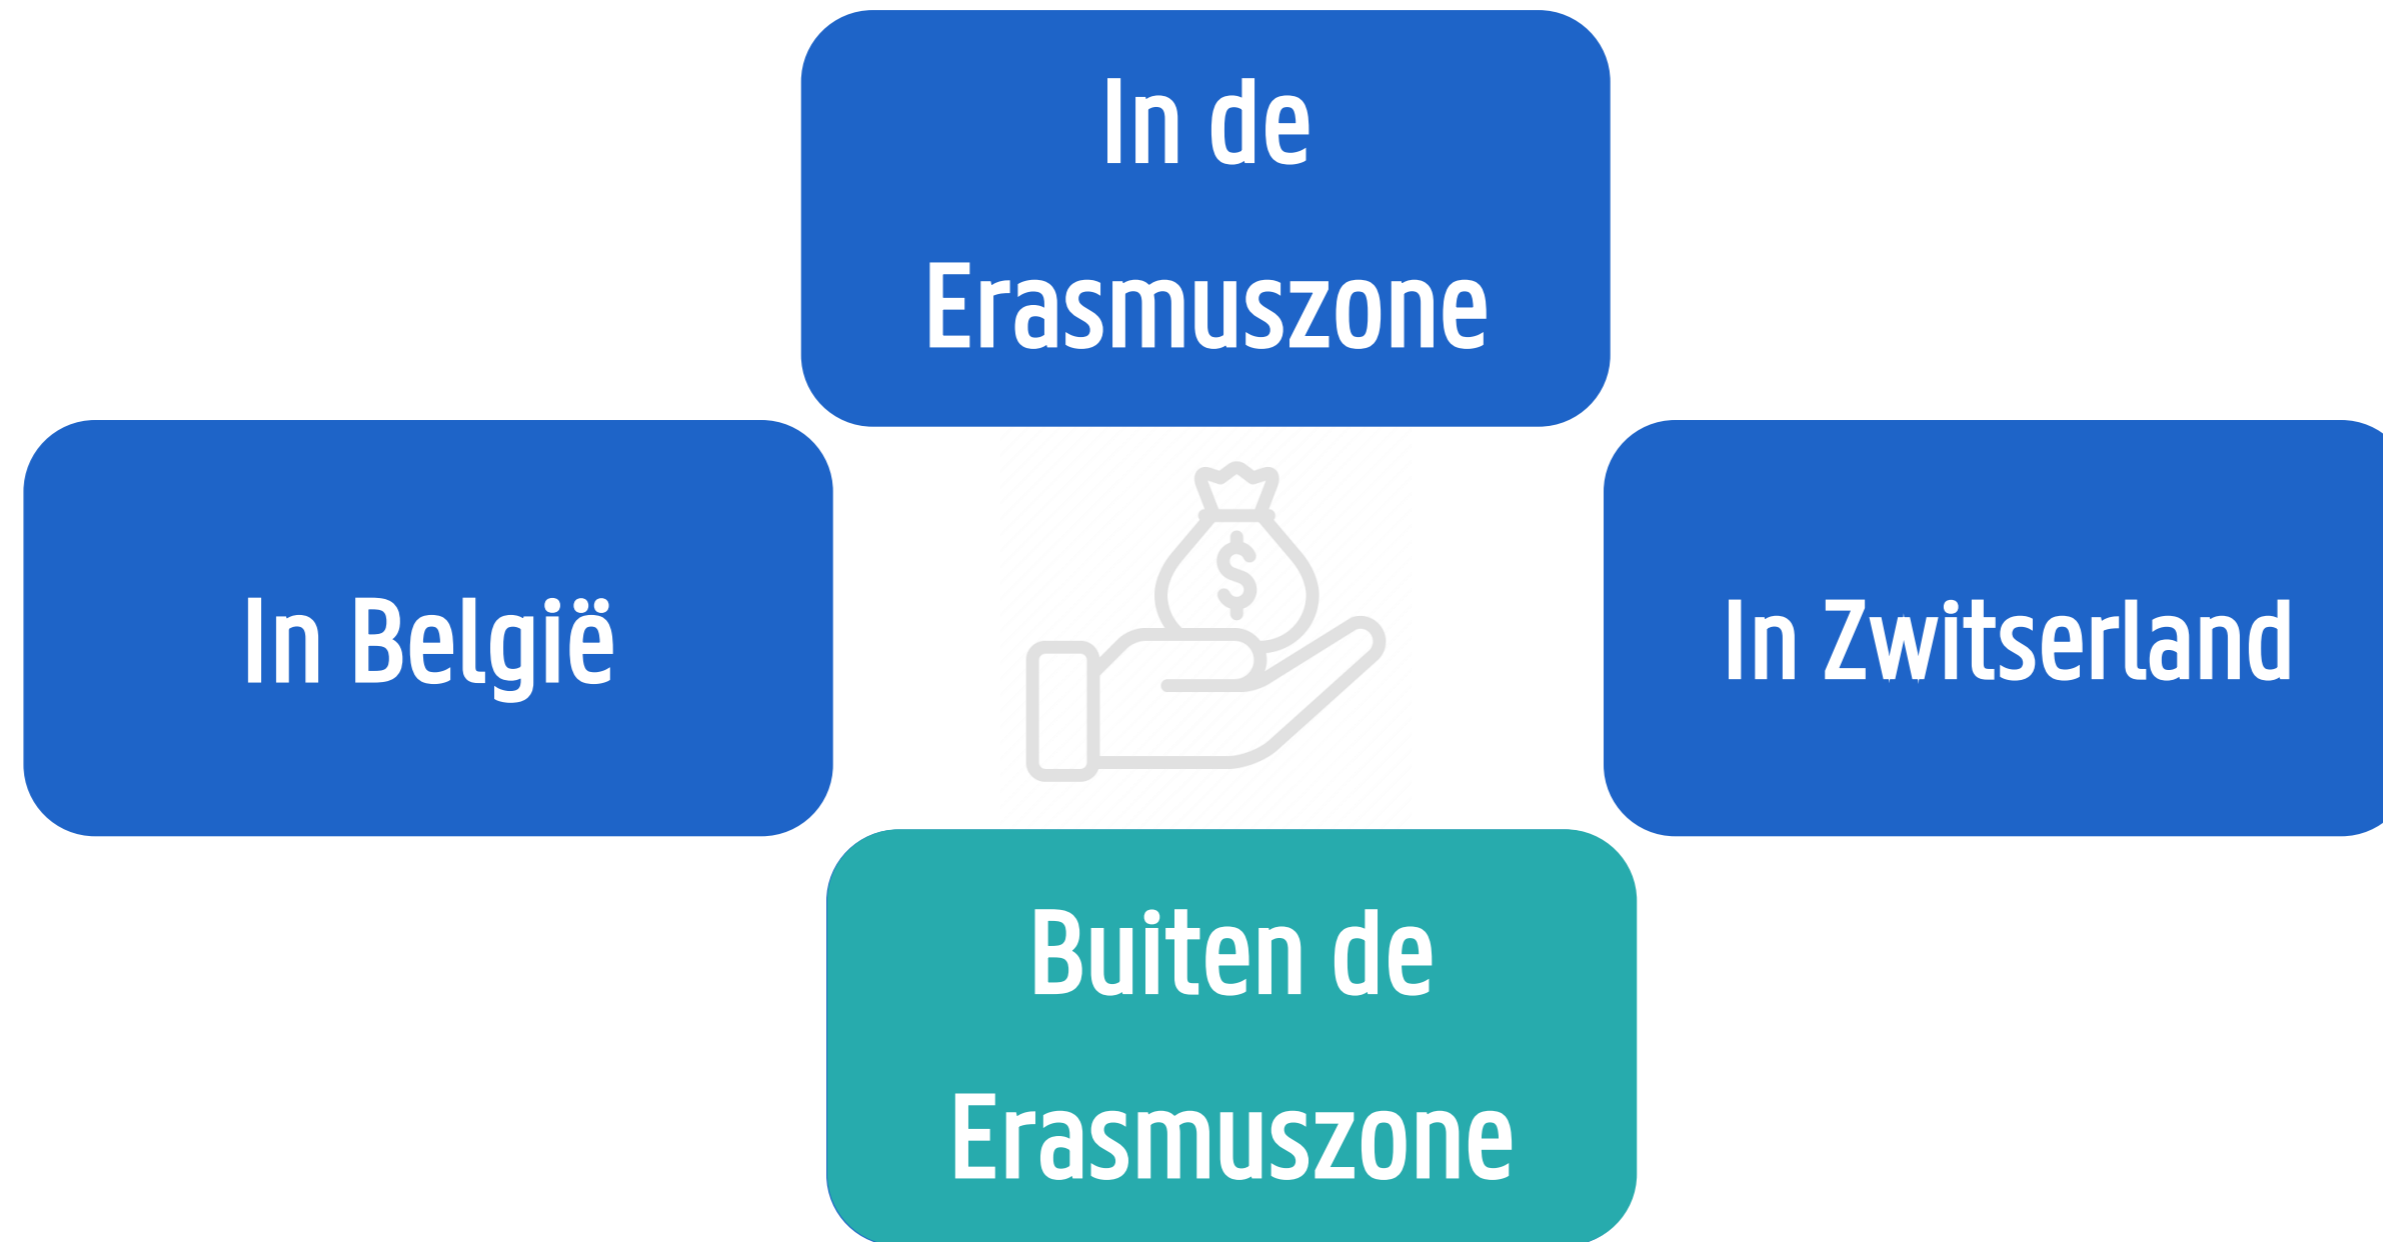 In de
Erasmuszone
In België
$
In Zwitserland
Buiten de
Erasmuszone